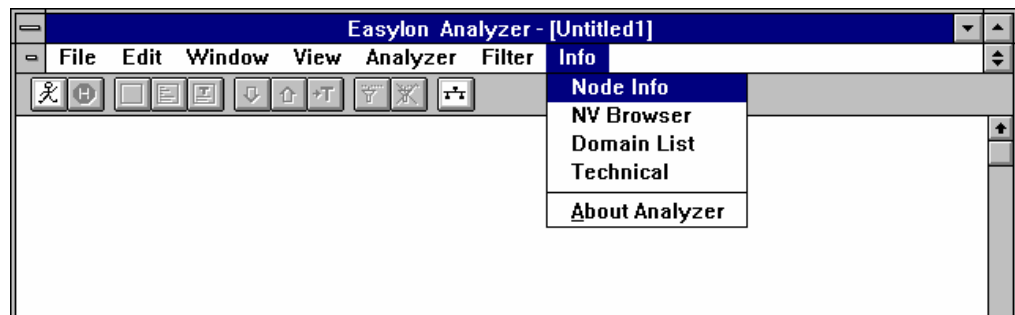 Easylon Analyzer - [Untitled1]
File Edit Window View Analyzer Filter Info
Node Info
NV Browser
Domain List
Technical
About Analyzer